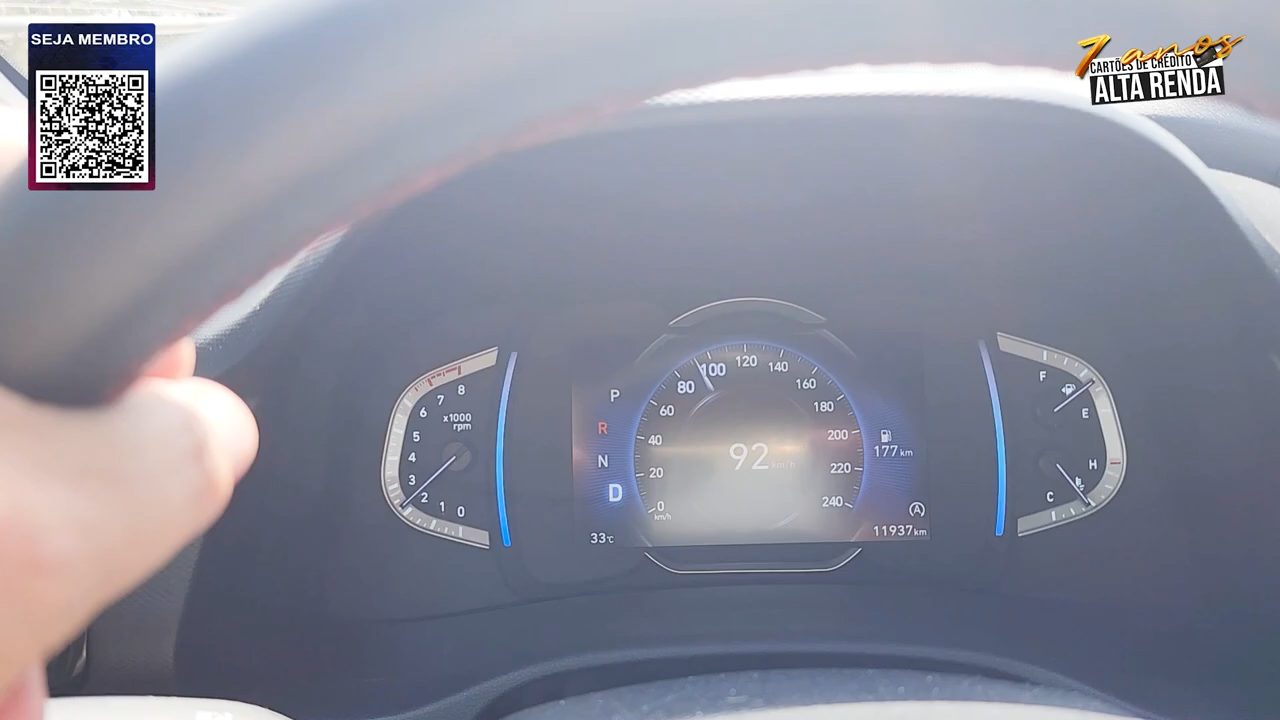 SEJA MEMBRO
7 anos
CARTÕES DE CRÉDITO
ALTA RENDA
8
7
6
5
4
3
2
1
0
x1000
rpm
P
R
N
D
33°C
0
20
40
60
80
100
120
140
160
180
200
220
240
km/h
92 km/h
177 km
A
11937 km
F
E
H
C